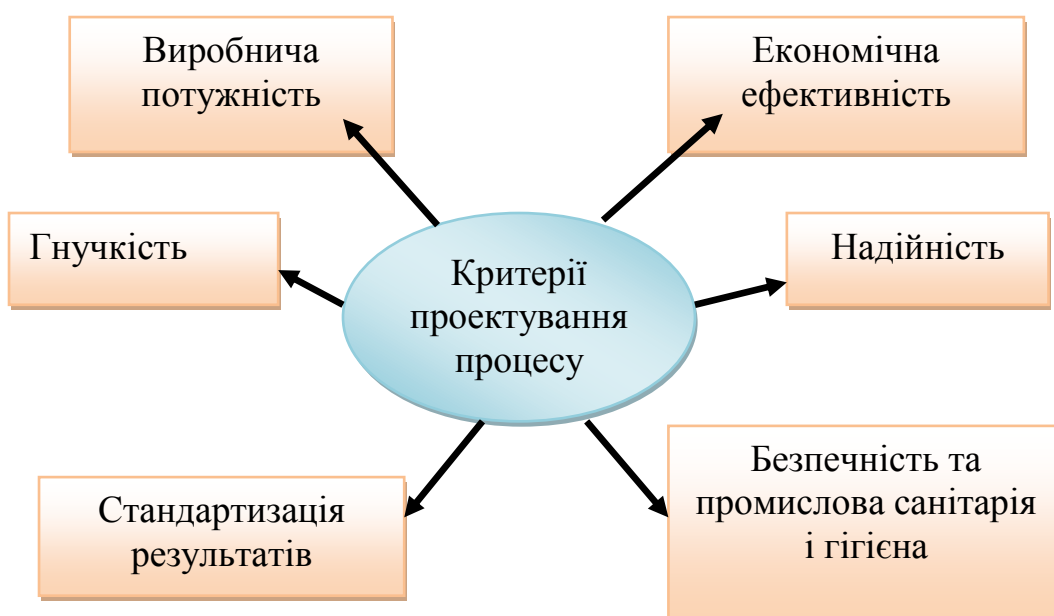 Виробнича
потужність
Економічна
ефективність
Гнучкість
Надійність
Критерії
проектування
процесу
Стандартизація
результатів
Безпечність та
промислова санітарія
і гігієна